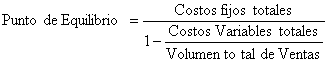 Punto de Equilibrio = Costos fijos totales
1 - Costos Variables totales
Volumen to tal de Ventas